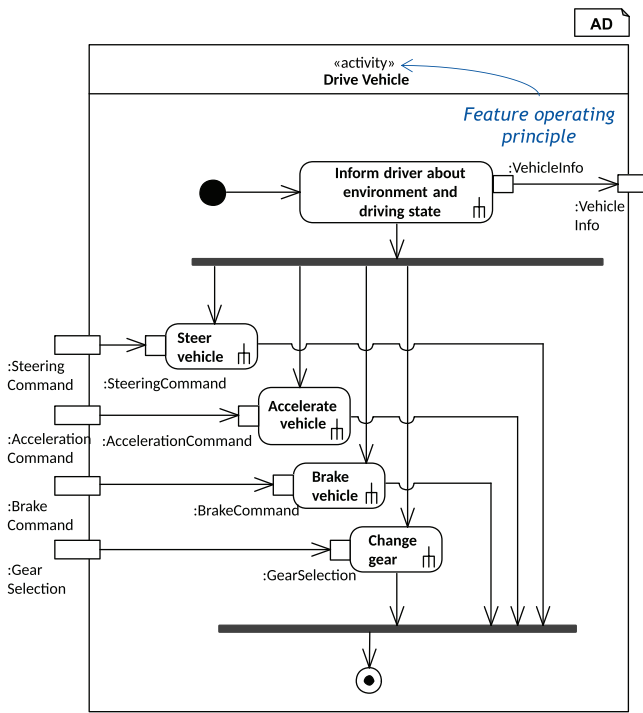 AD
«activity»
Drive Vehicle
Feature operating
principle
Inform driver about
environment and
driving state
:VehicleInfo
:Vehicle
Info
Steer
vehicle
:Steering
Command
:SteeringCommand
Accelerate
vehicle
:Acceleration
Command
:AccelerationCommand
Brake
vehicle
:Brake
Command
:BrakeCommand
Change
gear
:Gear
Selection
:GearSelection